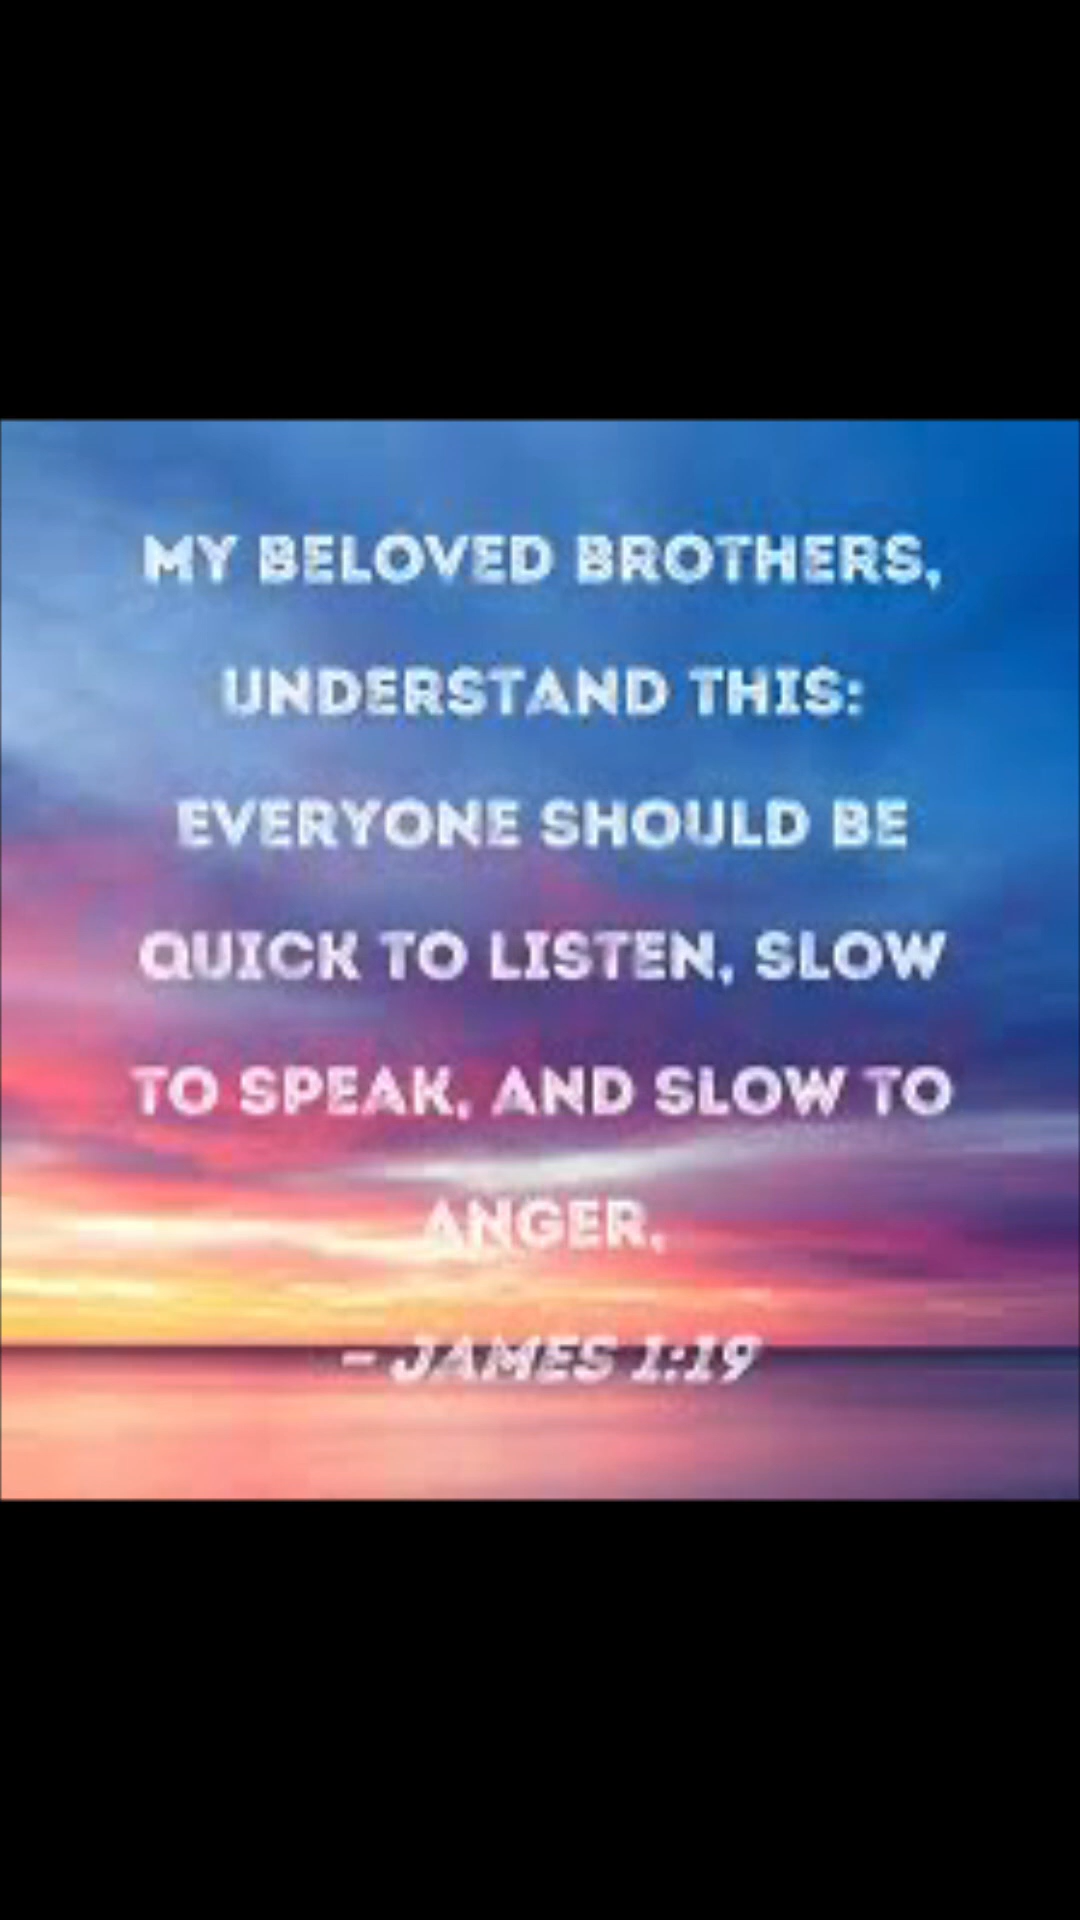 MY BELOVED BROTHERS,
UNDERSTAND THIS:
EVERYONE SHOULD BE
QUICK TO LISTEN, SLOW
TO SPEAK, AND SLOW TO
ANGER,
- JAMES 1:19